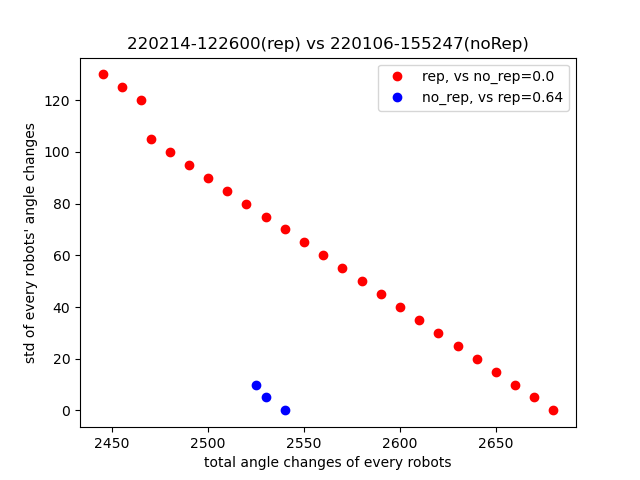 220214-122600(rep) vs 220106-155247(noRep)
rep, vs no_rep=0.0
no_rep, vs rep=0.64
std of every robots' angle changes
120
100
80
60
40
20
0
2450 2500 2550 2600 2650
total angle changes of every robots